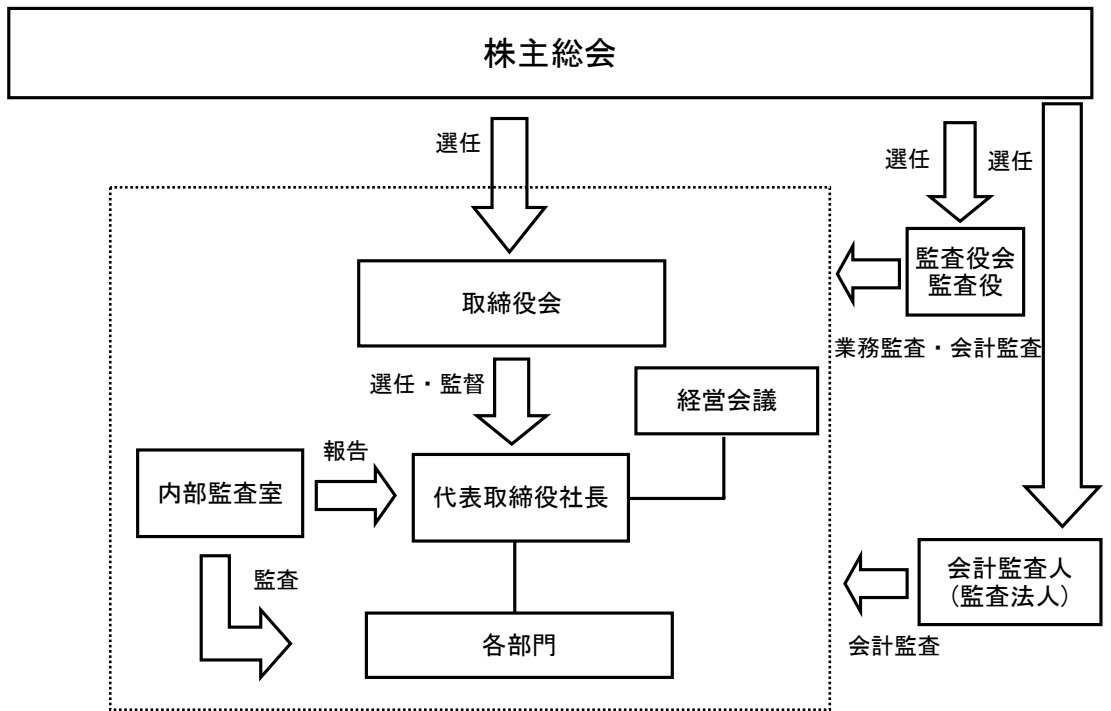 株主総会
選任
選任
選任
監査役会
監査役
取締役会
業務監査・会計監査
選任・監督
経営会議
報告
内部監査室
代表取締役社長
監査
会計監査人
(監査法人)
各部門
会計監査